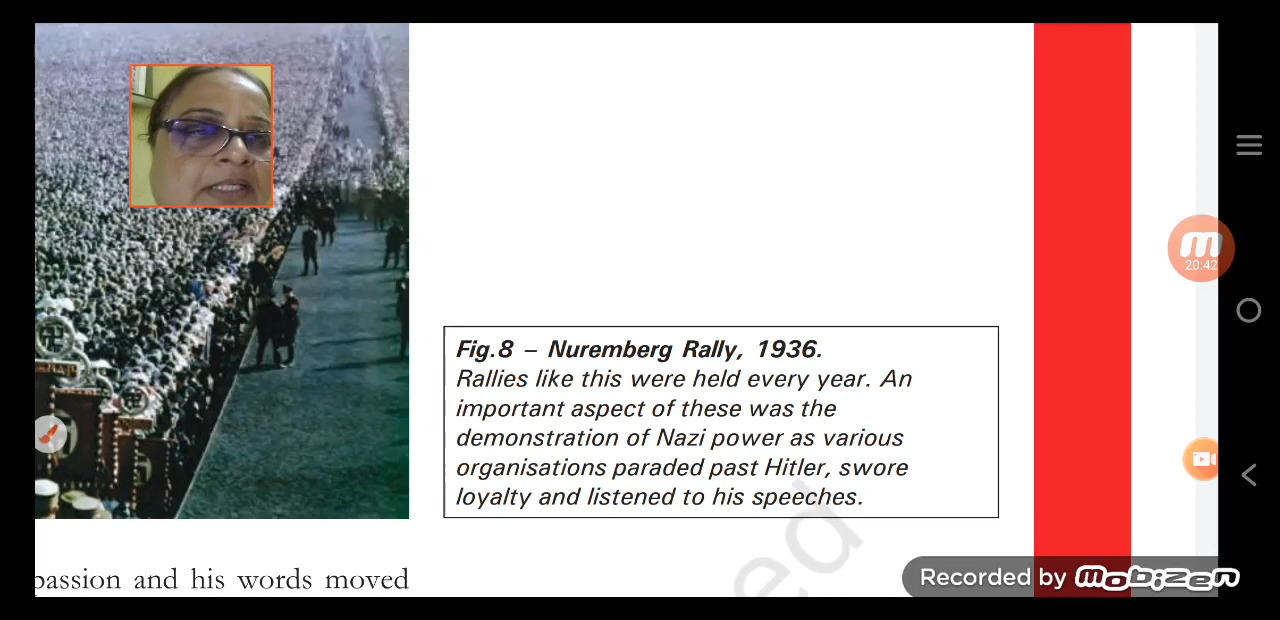 20:42
Fig.8 – Nuremberg Rally, 1936.
Rallies like this were held every year. An
important aspect of these was the
demonstration of Nazi power as various
organisations paraded past Hitler, swore
loyalty and listened to his speeches.
ed
passion and his words moved
Recorded by mobizen